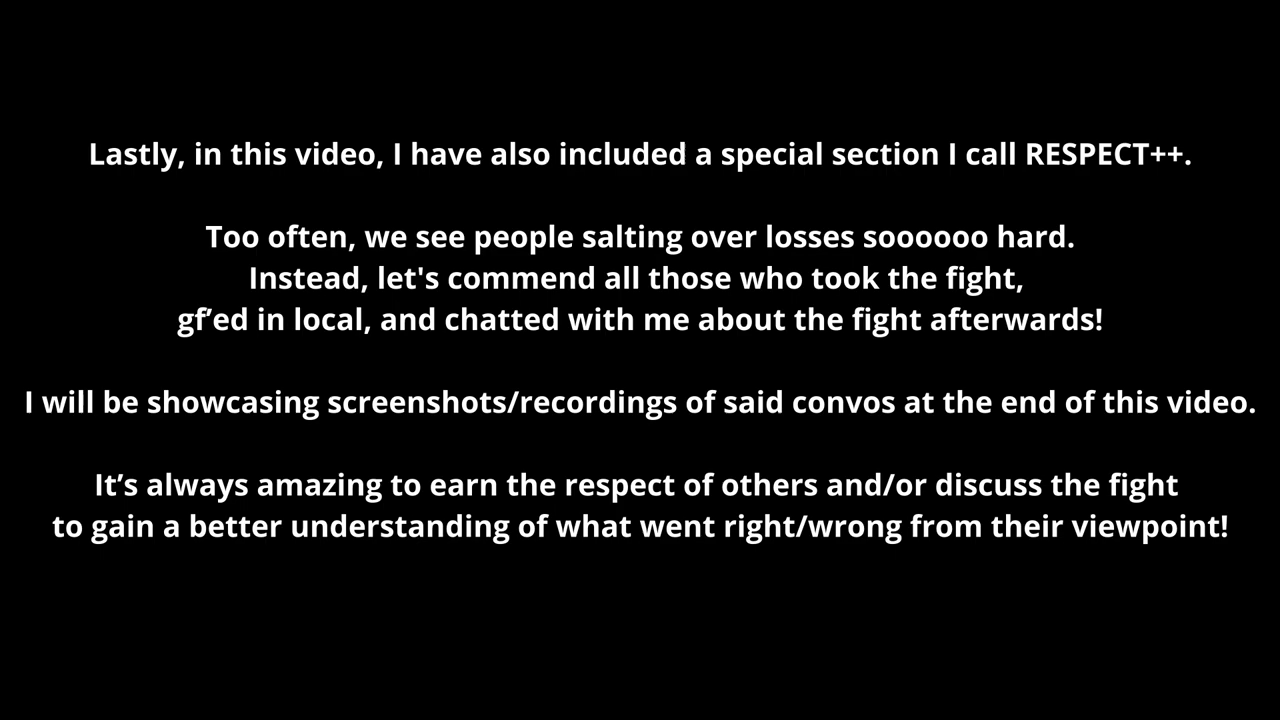 Lastly, in this video, I have also included a special section I call RESPECT++.
Too often, we see people salting over losses soooooo hard.
Instead, let's commend all those who took the fight,
gf’ed in local, and chatted with me about the fight afterwards!
I will be showcasing screenshots/recordings of said convos at the end of this video.
It’s always amazing to earn the respect of others and/or discuss the fight
to gain a better understanding of what went right/wrong from their viewpoint!